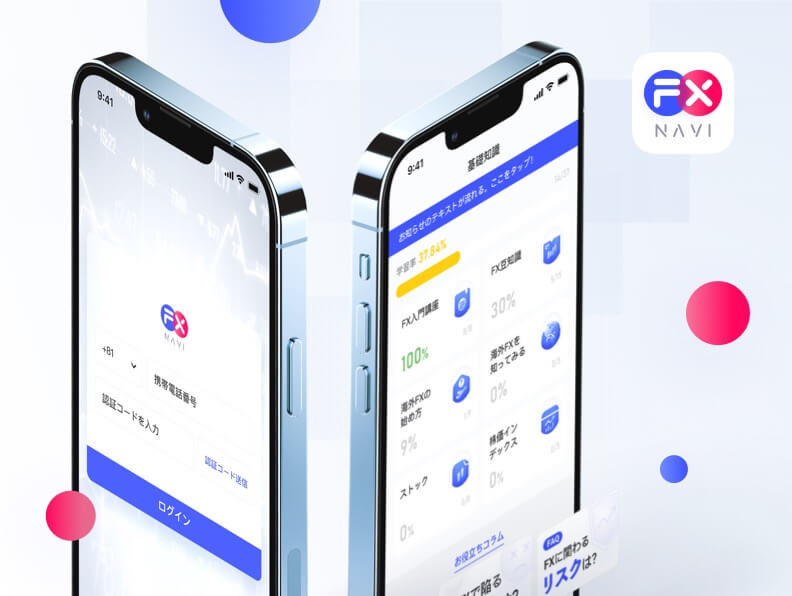 9:41
FX
NAVI
+81
携帯電話番号
認証コードを入力
認証コード送信
ログイン
9:41
基礎知識
お知らせのテキストが流れる。ここをタップ!
14/37
学習率 37.84%
FX入門講座
100%
FX豆知識
30%
海外FXの
始め方
9%
海外FXを
知ってみる
0%
ストック
0%
株価イン
デックス
0%
お役立ちコラム
で陥る
FAQ
FXに関わる
リスクは?
FX
NAVI